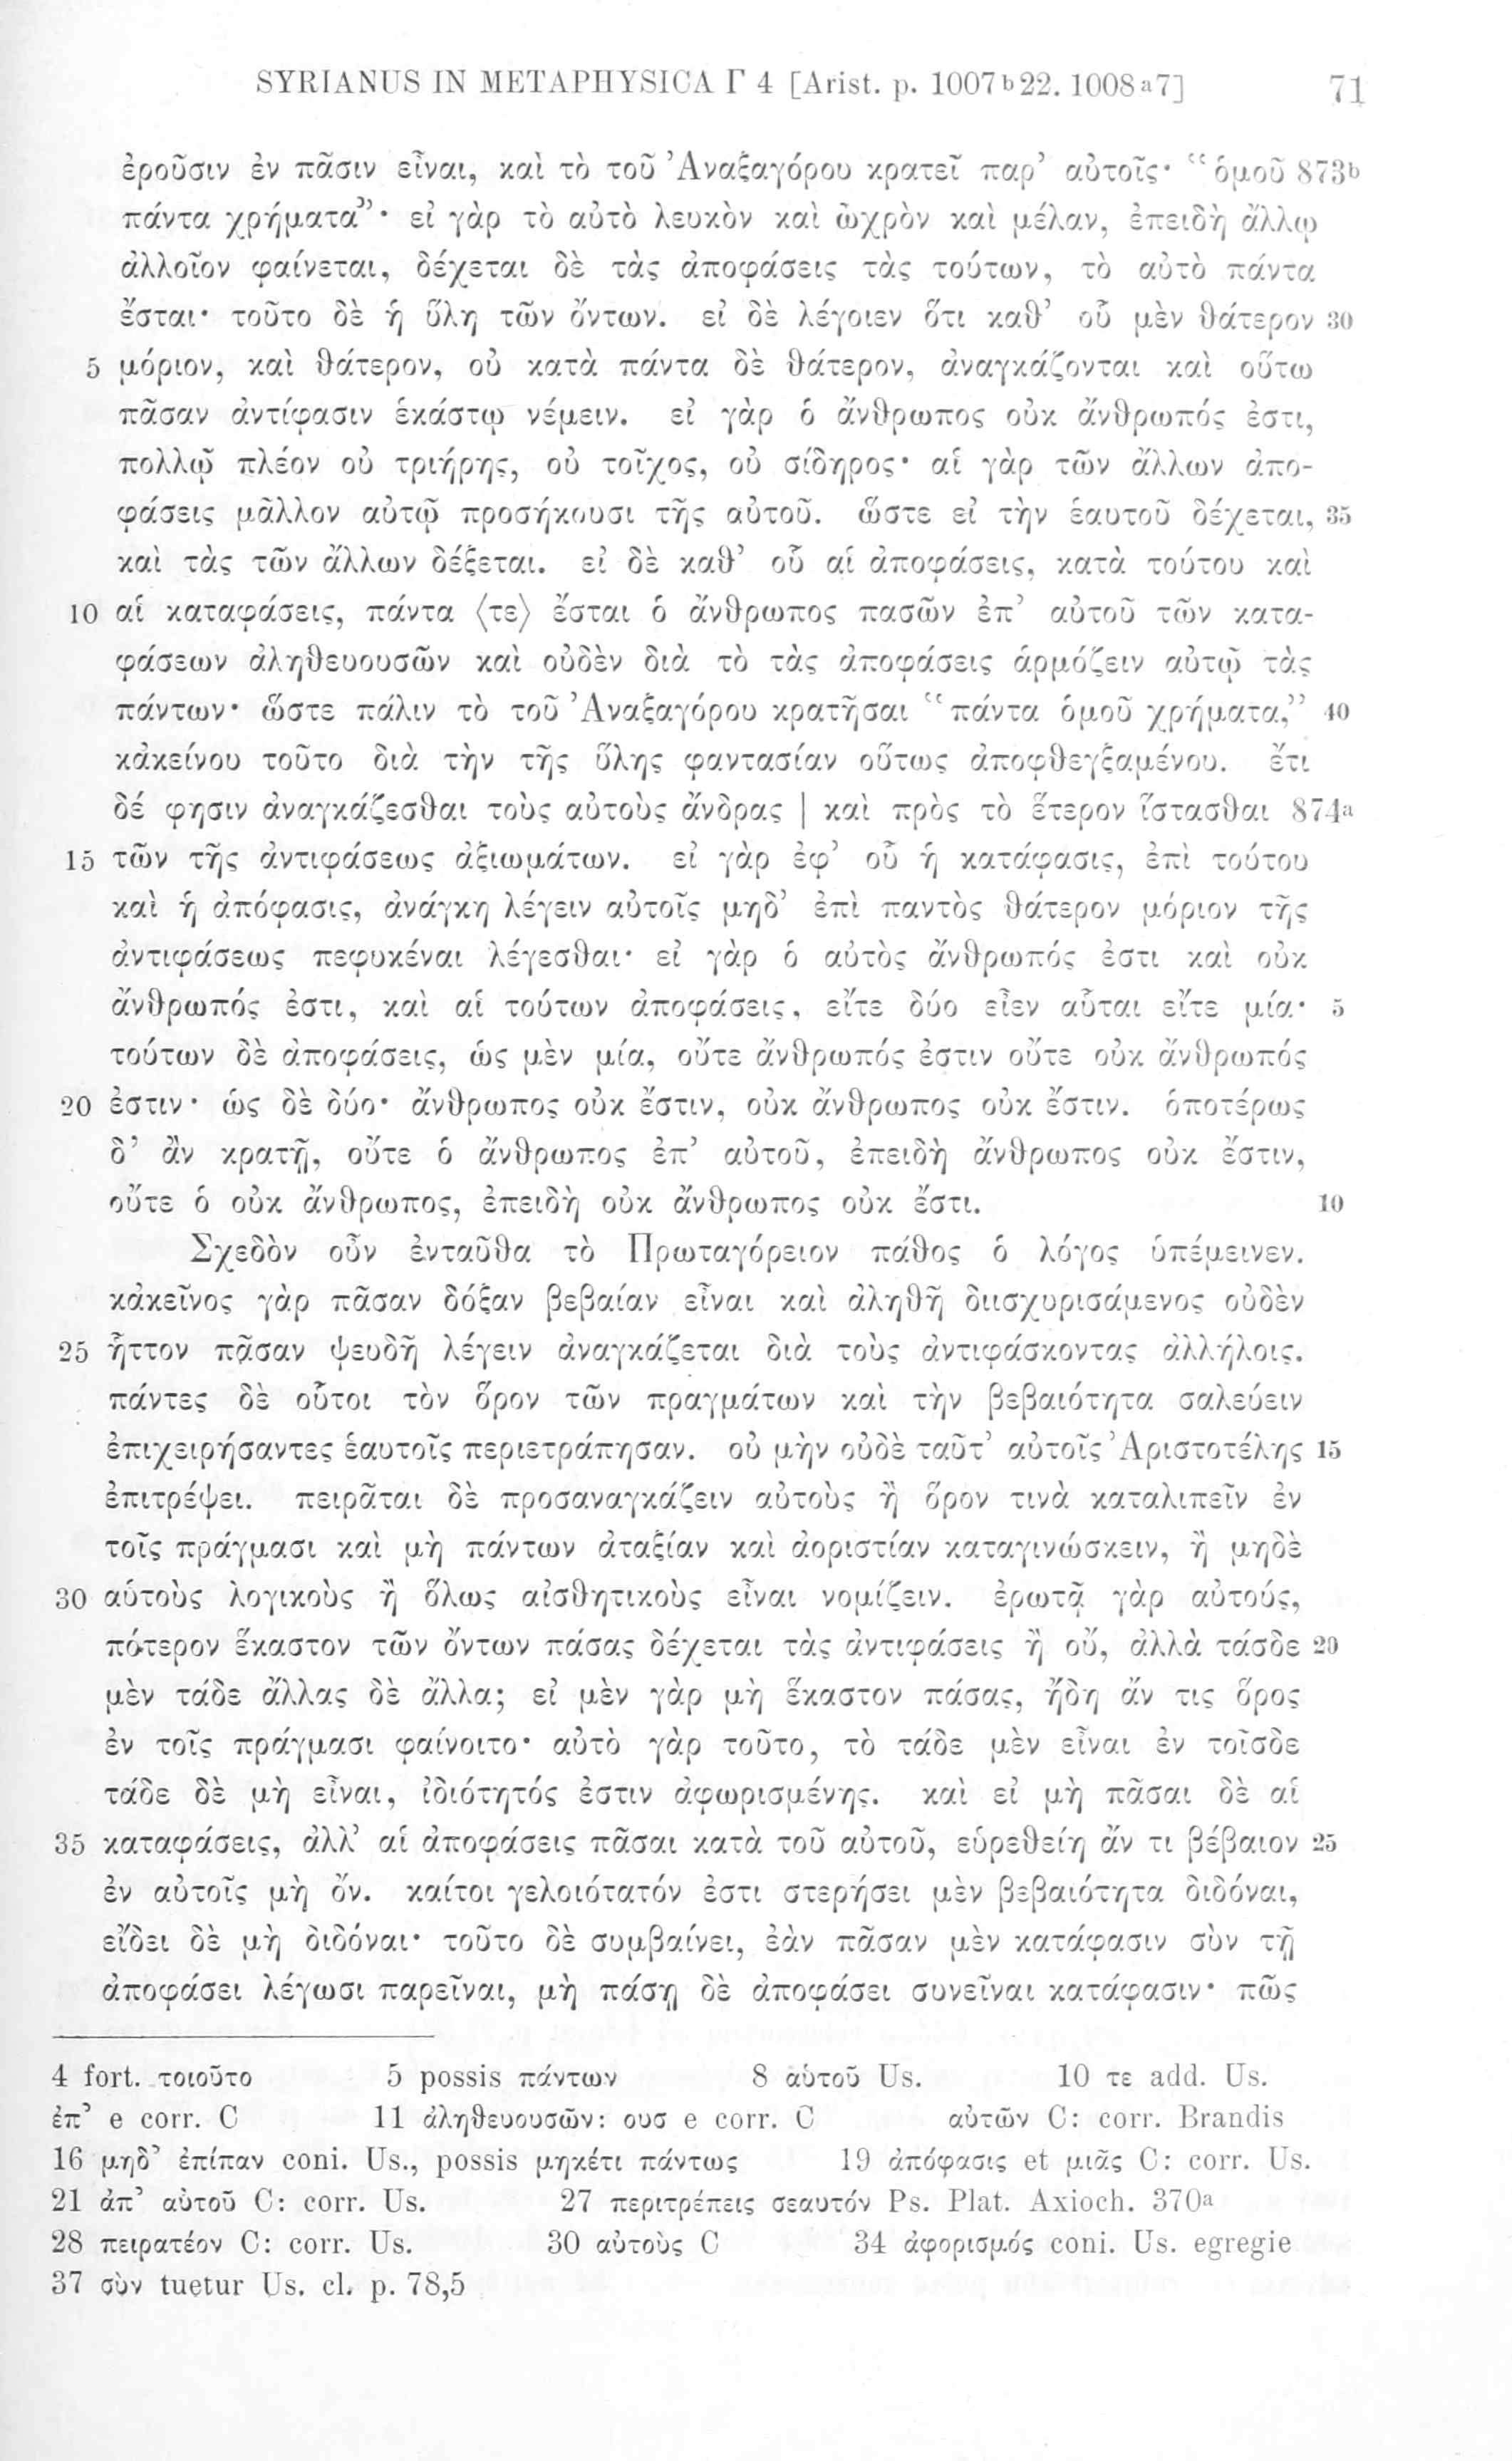 SYRIANUS IN METAPHYSICA Γ 4 [Arist. p. 1007 b 22. 1008 a 7] 71
ἐροῦσιν ἐν πᾶσιν εἶναι, καὶ τὸ τοῦ Ἀναξαγόρου κρατεῖ παρ’ αὐτοῖς· “ὁμοῦ 873b
πάντα χρήματα”· εἰ γὰρ τὸ αὐτὸ λευκὸν καὶ ὠχρὸν καὶ μέλαν, ἐπειδὴ ἄλλῳ
ἀλλοῖον φαίνεται, δέχεται δὲ τὰς ἀποφάσεις τὰς τούτων, τὸ αὐτὸ πάντα
ἔσται· τοῦτο δὲ ἡ ὕλη τῶν ὄντων. εἰ δὲ λέγοιεν ὅτι καθ’ οὗ μὲν θάτερον 30
5 μόριον, καὶ θάτερον, οὐ κατὰ πάντα δὲ θάτερον, ἀναγκάζονται καὶ οὕτω
πᾶσαν ἀντίφασιν ἑκάστῳ νέμειν. εἰ γὰρ ὁ ἄνθρωπος οὐκ ἄνθρωπός ἐστι,
πολλῷ πλέον οὐ τριήρης, οὐ τοῖχος, οὐ σίδηρος· αἱ γὰρ τῶν ἄλλων ἀπο-
φάσεις μᾶλλον αὐτῷ προσήκουσι τῆς αὐτοῦ. ὥστε εἰ τὴν ἑαυτοῦ δέχεται, 35
καὶ τὰς τῶν ἄλλων δέξεται. εἰ δὲ καθ’ οὗ αἱ ἀποφάσεις, κατὰ τούτου καὶ
10 αἱ καταφάσεις, πάντα ⟨τε⟩ ἔσται ὁ ἄνθρωπος πασῶν ἐπ’ αὐτοῦ τῶν κατα-
φάσεων ἀληθευουσῶν καὶ οὐδὲν διὰ τὸ τὰς ἀποφάσεις ἁρμόζειν αὐτῷ τὰς
πάντων· ὥστε πάλιν τὸ τοῦ Ἀναξαγόρου κρατῆσαι “πάντα ὁμοῦ χρήματα,” 40
κἀκείνου τοῦτο διὰ τὴν τῆς ὕλης φαντασίαν οὕτως ἀποφθεγξαμένου. ἔτι
δέ φησιν ἀναγκάζεσθαι τοὺς αὐτοὺς ἄνδρας | καὶ πρὸς τὸ ἕτερον ἵστασθαι 874a
15 τῶν τῆς ἀντιφάσεως ἀξιωμάτων. εἰ γὰρ ἐφ’ οὗ ἡ κατάφασις, ἐπὶ τούτου
καὶ ἡ ἀπόφασις, ἀνάγκη λέγειν αὐτοῖς μηδ’ ἐπὶ παντὸς θάτερον μόριον τῆς
ἀντιφάσεως πεφυκέναι λέγεσθαι· εἰ γὰρ ὁ αὐτὸς ἄνθρωπός ἐστι καὶ οὐκ
ἄνθρωπός ἐστι, καὶ αἱ τούτων ἀποφάσεις, εἴτε δύο εἶεν αὗται εἴτε μία· 5
τούτων δὲ ἀποφάσεις, ὡς μὲν μία, οὔτε ἄνθρωπός ἐστιν οὔτε οὐκ ἄνθρωπός
20 ἐστιν· ὡς δὲ δύο· ἄνθρωπος οὐκ ἔστιν, οὐκ ἄνθρωπος οὐκ ἔστιν. ὁποτέρως
δ’ ἂν κρατῇ, οὔτε ὁ ἄνθρωπος ἐπ’ αὐτοῦ, ἐπειδὴ ἄνθρωπος οὐκ ἔστιν,
οὔτε ὁ οὐκ ἄνθρωπος, ἐπειδὴ οὐκ ἄνθρωπος οὐκ ἔστι. 10
Σχεδὸν οὖν ἐνταῦθα τὸ Πρωταγόρειον πάθος ὁ λόγος ὑπέμεινεν.
κἀκεῖνος γὰρ πᾶσαν δόξαν βεβαίαν εἶναι καὶ ἀληθῆ διισχυρισάμενος οὐδὲν
25 ἧττον πᾶσαν ψευδῆ λέγειν ἀναγκάζεται διὰ τοὺς ἀντιφάσκοντας ἀλλήλοις.
πάντες δὲ οὗτοι τὸν ὅρον τῶν πραγμάτων καὶ τὴν βεβαιότητα σαλεύειν
ἐπιχειρήσαντες ἑαυτοῖς περιετράπησαν. οὐ μὴν οὐδὲ ταῦτ’ αὐτοῖς Ἀριστοτέλης 15
ἐπιτρέψει. πειρᾶται δὲ προσαναγκάζειν αὐτοὺς ἢ ὅρον τινὰ καταλιπεῖν ἐν
τοῖς πράγμασι καὶ μὴ πάντων ἀταξίαν καὶ ἀοριστίαν καταγινώσκειν, ἢ μηδὲ
30 αὑτοὺς λογικοὺς ἢ ὅλως αἰσθητικοὺς εἶναι νομίζειν. ἐρωτᾷ γὰρ αὐτούς,
πότερον ἕκαστον τῶν ὄντων πάσας δέχεται τὰς ἀντιφάσεις ἢ οὔ, ἀλλὰ τάσδε 20
μὲν τάδε ἄλλας δὲ ἄλλα; εἰ μὲν γὰρ μὴ ἕκαστον πάσας, ἤδη ἄν τις ὅρος
ἐν τοῖς πράγμασι φαίνοιτο· αὐτὸ γὰρ τοῦτο, τὸ τάδε μὲν εἶναι ἐν τοῖσδε
τάδε δὲ μὴ εἶναι, ἰδιότητός ἐστιν ἀφωρισμένης. καὶ εἰ μὴ πᾶσαι δὲ αἱ
35 καταφάσεις, ἀλλ’ αἱ ἀποφάσεις πᾶσαι κατὰ τοῦ αὐτοῦ, εὑρεθείη ἄν τι βέβαιον 25
ἐν αὐτοῖς μὴ ὄν. καίτοι γελοιότατόν ἐστι στερήσει μὲν βεβαιότητα διδόναι,
εἴδει δὲ μὴ διδόναι· τοῦτο δὲ συμβαίνει, ἐὰν πᾶσαν μὲν κατάφασιν σὺν τῇ
ἀποφάσει λέγωσι παρεῖναι, μὴ πάσῃ δὲ ἀποφάσει συνεῖναι κατάφασιν· πῶς
4 fort. τοιοῦτο 5 possis πάντων 8 αὑτοῦ Us. 10 τε add. Us.
ἐπ’ e corr. C 11 ἀληθευουσῶν: ουσ e corr. C αὐτῶν C: corr. Brandis
16 μηδ’ ἐπίπαν coni. Us., possis μηκέτι πάντως 19 ἀπόφασις et μιᾶς C: corr. Us.
21 ἀπ’ αὐτοῦ C: corr. Us. 27 περιτρέπεις σεαυτόν Ps. Plat. Axioch. 370a
28 πειρατέον C: corr. Us. 30 αὐτοὺς C 34 ἀφορισμός coni. Us. egregie
37 σὺν tuetur Us. cl. p. 78,5